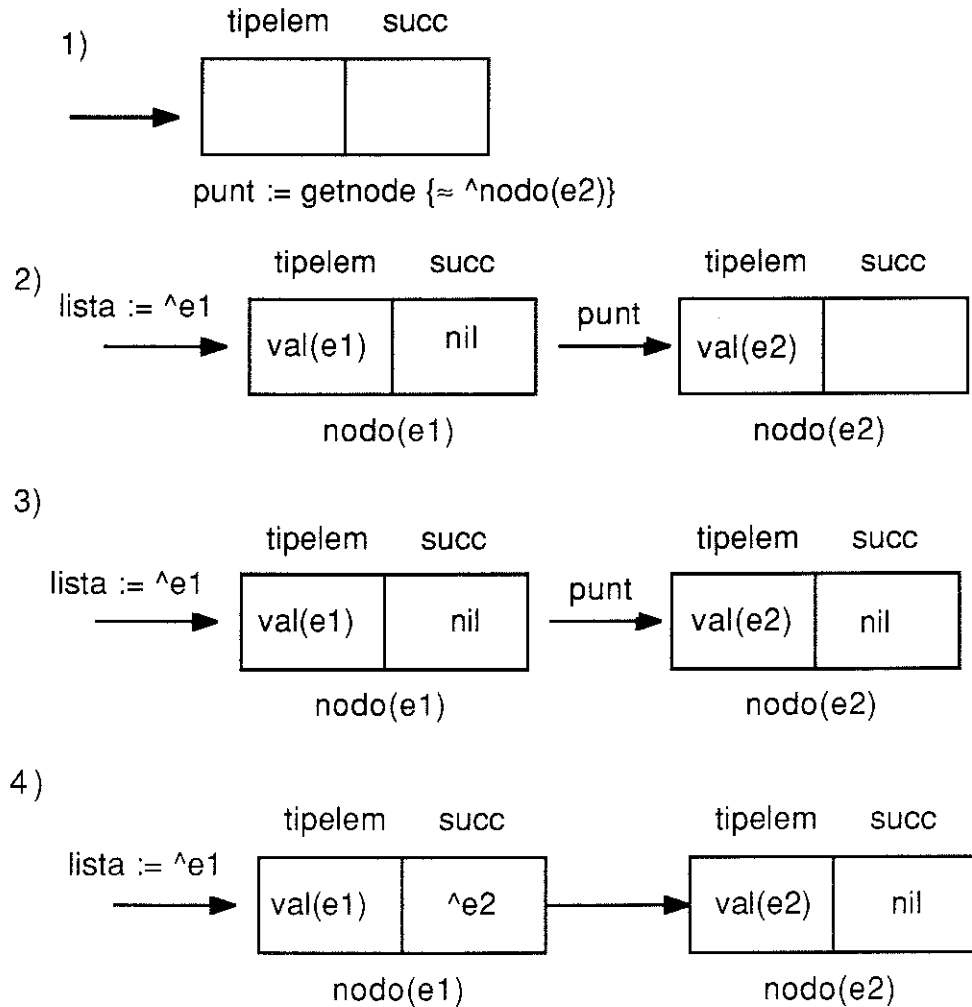 1)
tipelem succ
punt := getnode {≈ ^nodo(e2)}
2)
tipelem succ tipelem succ
lista := ^e1
punt
val(e1) nil val(e2)
nodo(e1) nodo(e2)
3)
tipelem succ tipelem succ
lista := ^e1
punt
val(e1) nil val(e2) nil
nodo(e1) nodo(e2)
4)
tipelem succ tipelem succ
lista := ^e1
val(e1) ^e2 val(e2) nil
nodo(e1) nodo(e2)